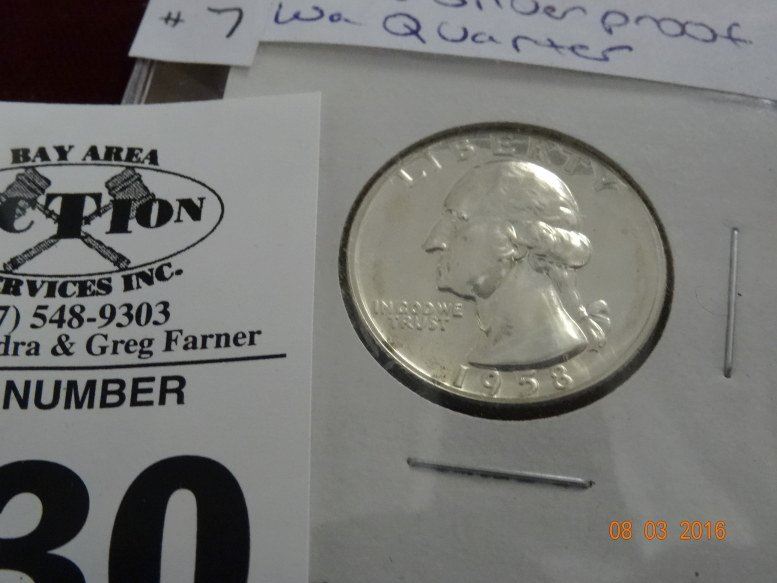 # 7
Silver proof
Wa Quarter
BAY AREA
CTION
ERVICES INC.
7) 548-9303
dra & Greg Farner
NUMBER
30
LIBERTY
IN GOD WE
TRUST
1958
08 03 2016